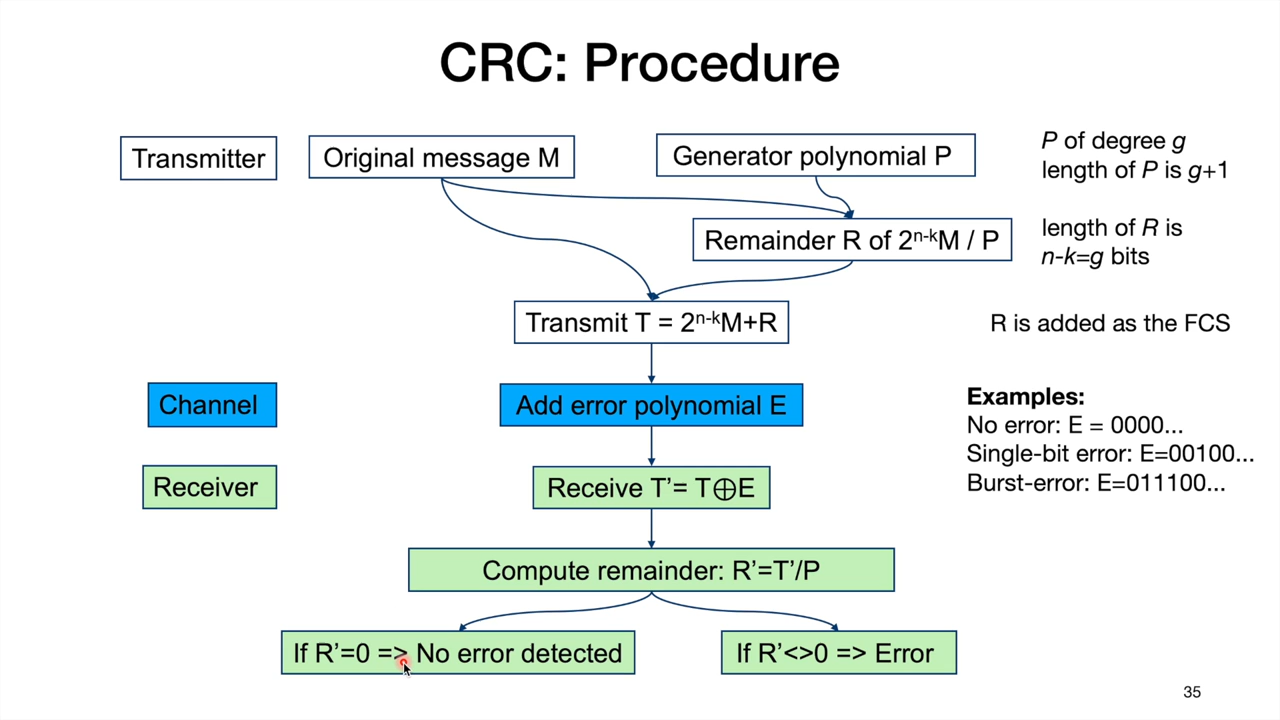 CRC: Procedure
Transmitter
Original message M
Generator polynomial P
P of degree g
length of P is g+1
Remainder R of 2ⁿ⁻ᵏM / P
length of R is
n-k=g bits
Transmit T = 2ⁿ⁻ᵏM+R
R is added as the FCS
Channel
Add error polynomial E
Examples:
No error: E = 0000...
Single-bit error: E=00100...
Burst-error: E=011100...
Receiver
Receive T’= T⊕E
Compute remainder: R’=T’/P
If R’=0 => No error detected
If R’<>0 => Error
35